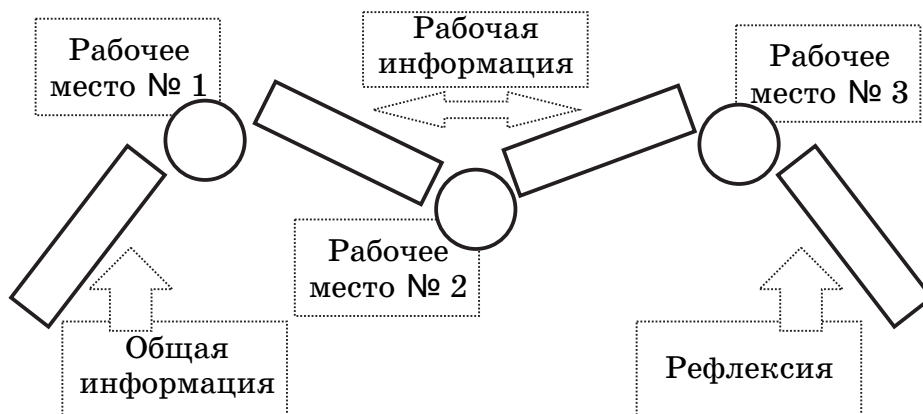 Рабочее
место № 1
Рабочая
информация
Рабочее
место № 3
Рабочее
место № 2
Общая
информация
Рефлексия